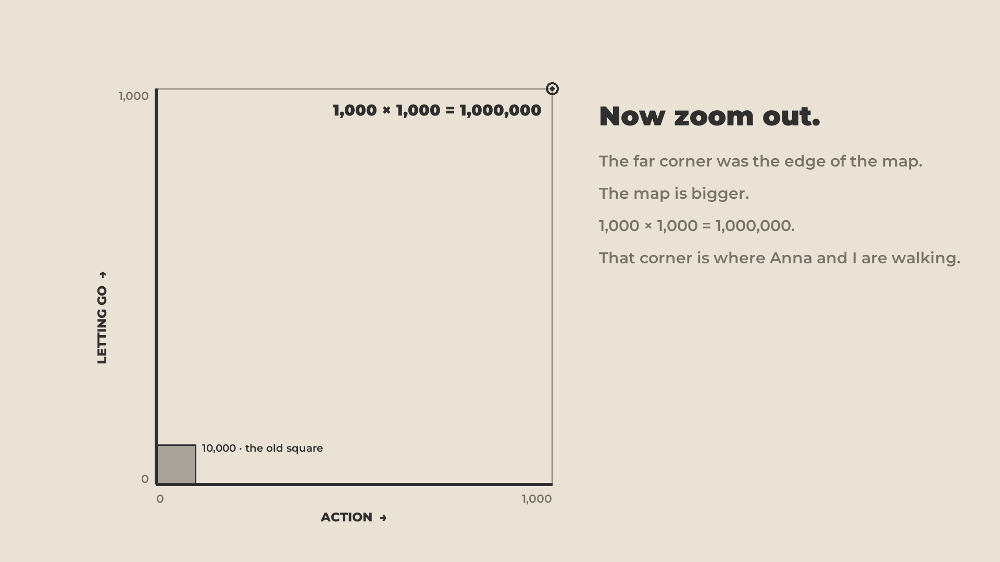 1,000
1,000 × 1,000 = 1,000,000
LETTING GO →
10,000 · the old square
0
0
1,000
ACTION →
Now zoom out.
The far corner was the edge of the map.
The map is bigger.
1,000 × 1,000 = 1,000,000.
That corner is where Anna and I are walking.